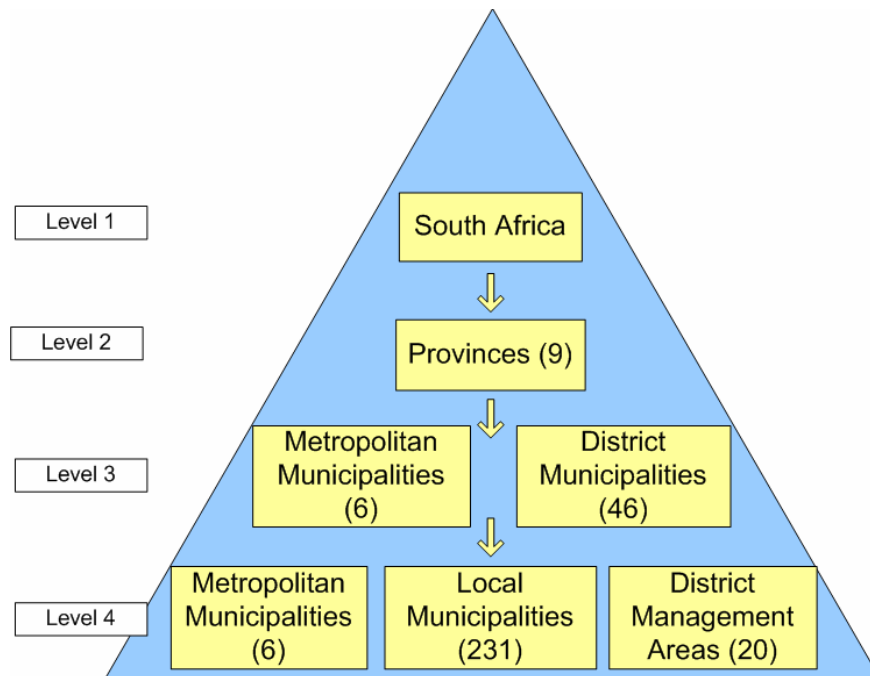 Level 1
South Africa
Level 2
Provinces (9)
Level 3
Metropolitan
Municipalities
(6)
District
Municipalities
(46)
Level 4
Metropolitan
Municipalities
(6)
Local
Municipalities
(231)
District
Management
Areas (20)